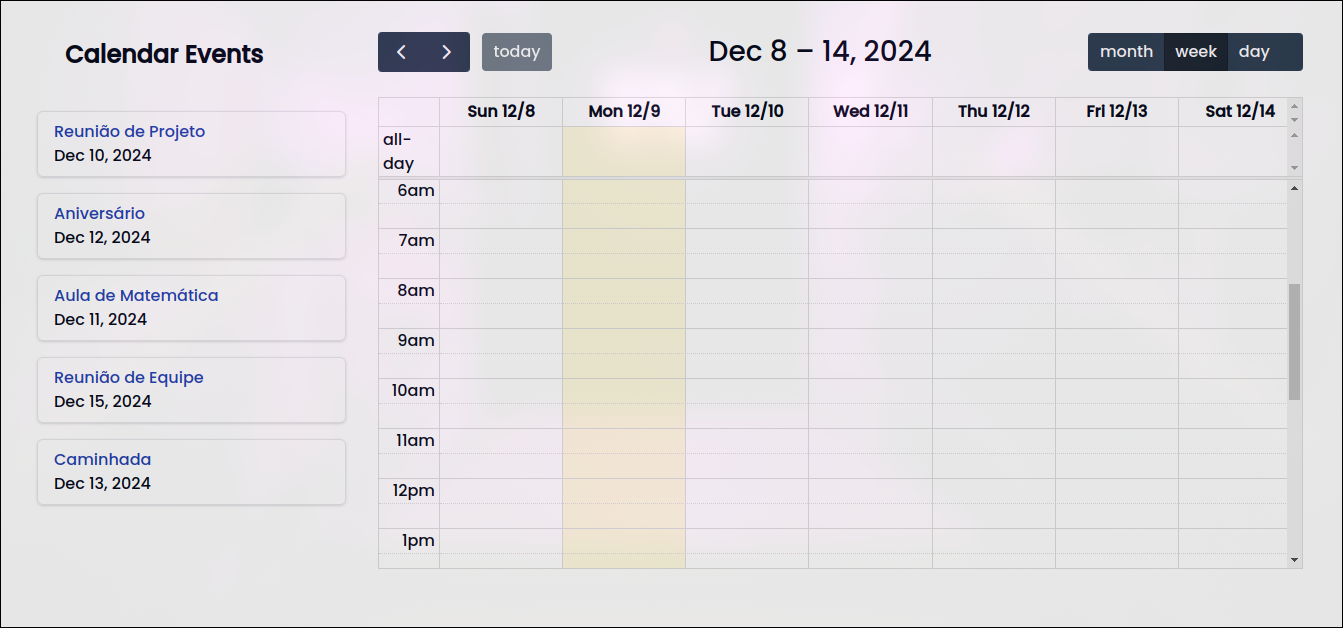 Calendar Events
today
Dec 8 – 14, 2024
month week day
Reunião de Projeto
Dec 10, 2024
Aniversário
Dec 12, 2024
Aula de Matemática
Dec 11, 2024
Reunião de Equipe
Dec 15, 2024
Caminhada
Dec 13, 2024
Sun 12/8 Mon 12/9 Tue 12/10 Wed 12/11 Thu 12/12 Fri 12/13 Sat 12/14
all-
day
6am
7am
8am
9am
10am
11am
12pm
1pm